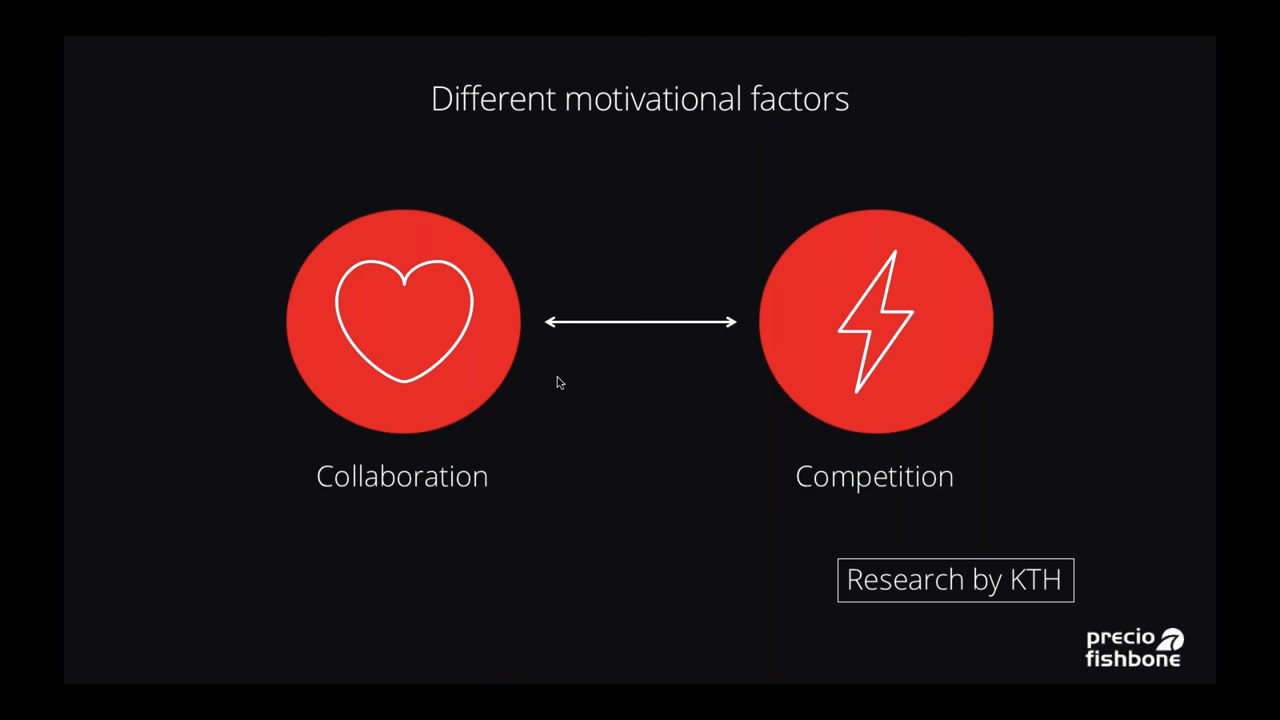 Different motivational factors
Collaboration
Competition
Research by KTH
precio
fishbone